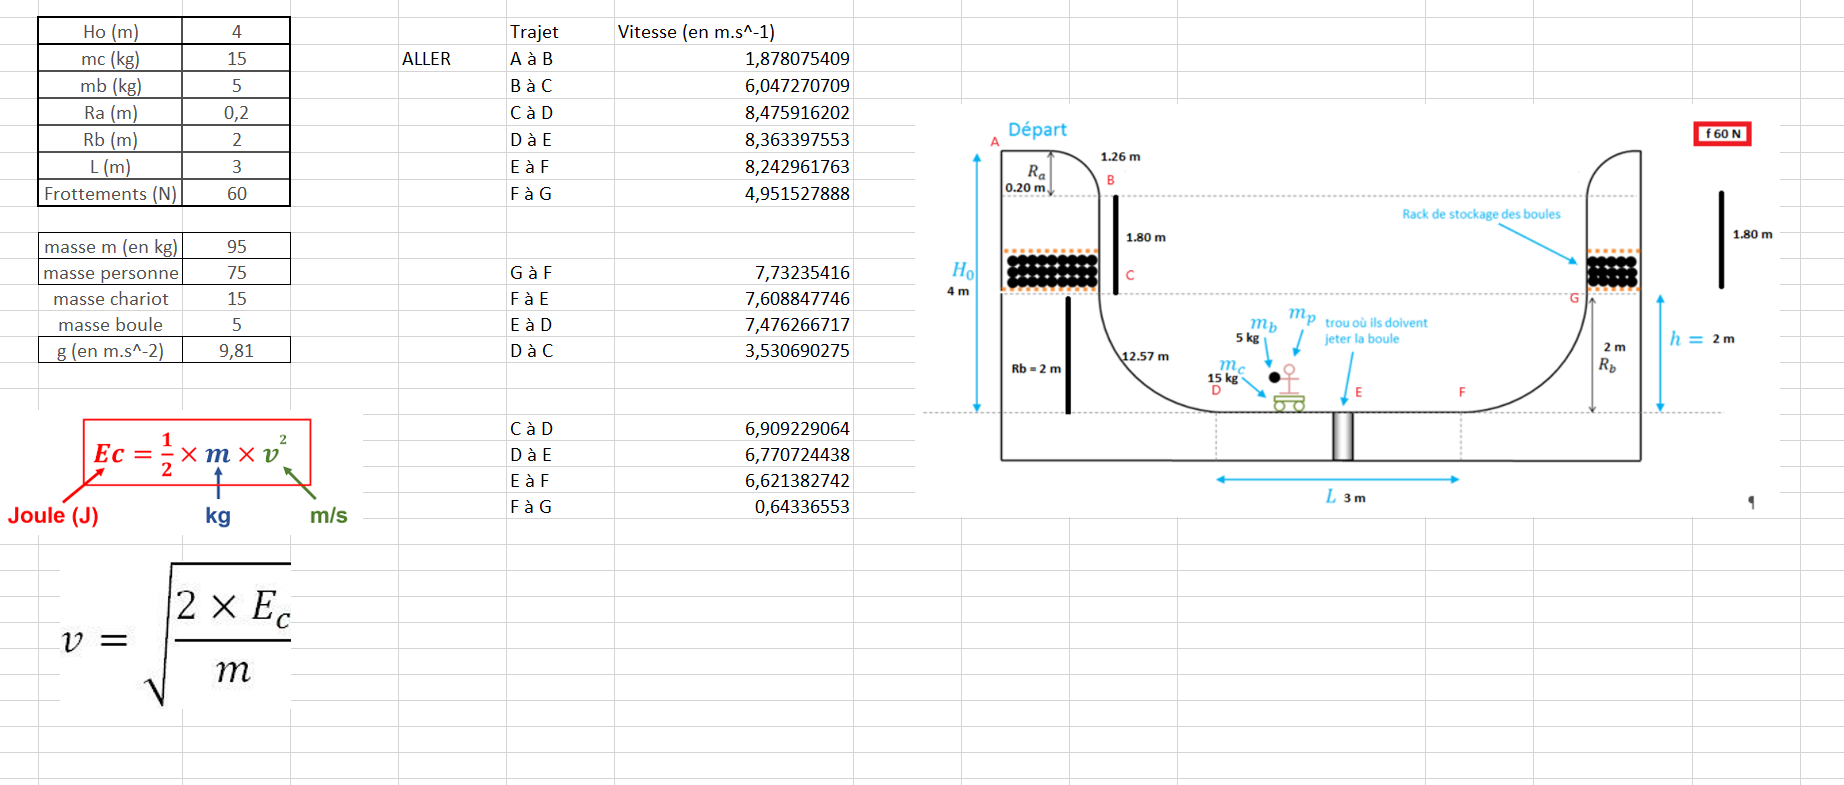 Ho (m) 4
mc (kg) 15
mb (kg) 5
Ra (m) 0,2
Rb (m) 2
L (m) 3
Frottements (N) 60
masse m (en kg) 95
masse personne 75
masse chariot 15
masse boule 5
g (en m.s^-2) 9,81
Ec = 1/2 × m × v²
Joule (J) kg m/s
v = √(2 × Ec / m)
Trajet Vitesse (en m.s^-1)
ALLER A à B 1,878075409
B à C 6,047270709
C à D 8,475916202
D à E 8,363397553
E à F 8,242961763
F à G 4,951527888
G à F 7,73235416
F à E 7,608847746
E à D 7,476266717
D à C 3,530690275
C à D 6,909229064
D à E 6,770724438
E à F 6,621382742
F à G 0,64336553
A Départ
f 60 N
1.26 m
Ra
0.20 m
B
Rack de stockage des boules
1.80 m
1.80 m
H0
4 m
C
G
mb
5 kg
mp
trou où ils doivent
jeter la boule
h = 2 m
2 m
Rb
12.57 m
Rb = 2 m
mc
15 kg
D
E
F
L 3 m
¶